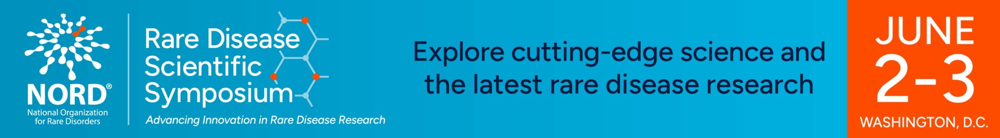 NORD®
National Organization
for Rare Disorders
Rare Disease
Scientific
Symposium
Advancing Innovation in Rare Disease Research
Explore cutting-edge science and
the latest rare disease research
JUNE
2-3
WASHINGTON, D.C.